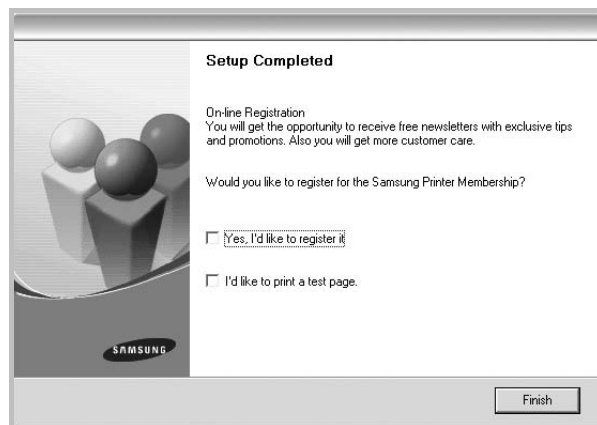 Setup Completed
On-line Registration
You will get the opportunity to receive free newsletters with exclusive tips
and promotions. Also you will get more customer care.
Would you like to register for the Samsung Printer Membership?
Yes, I'd like to register it
I'd like to print a test page.
SAMSUNG
Finish